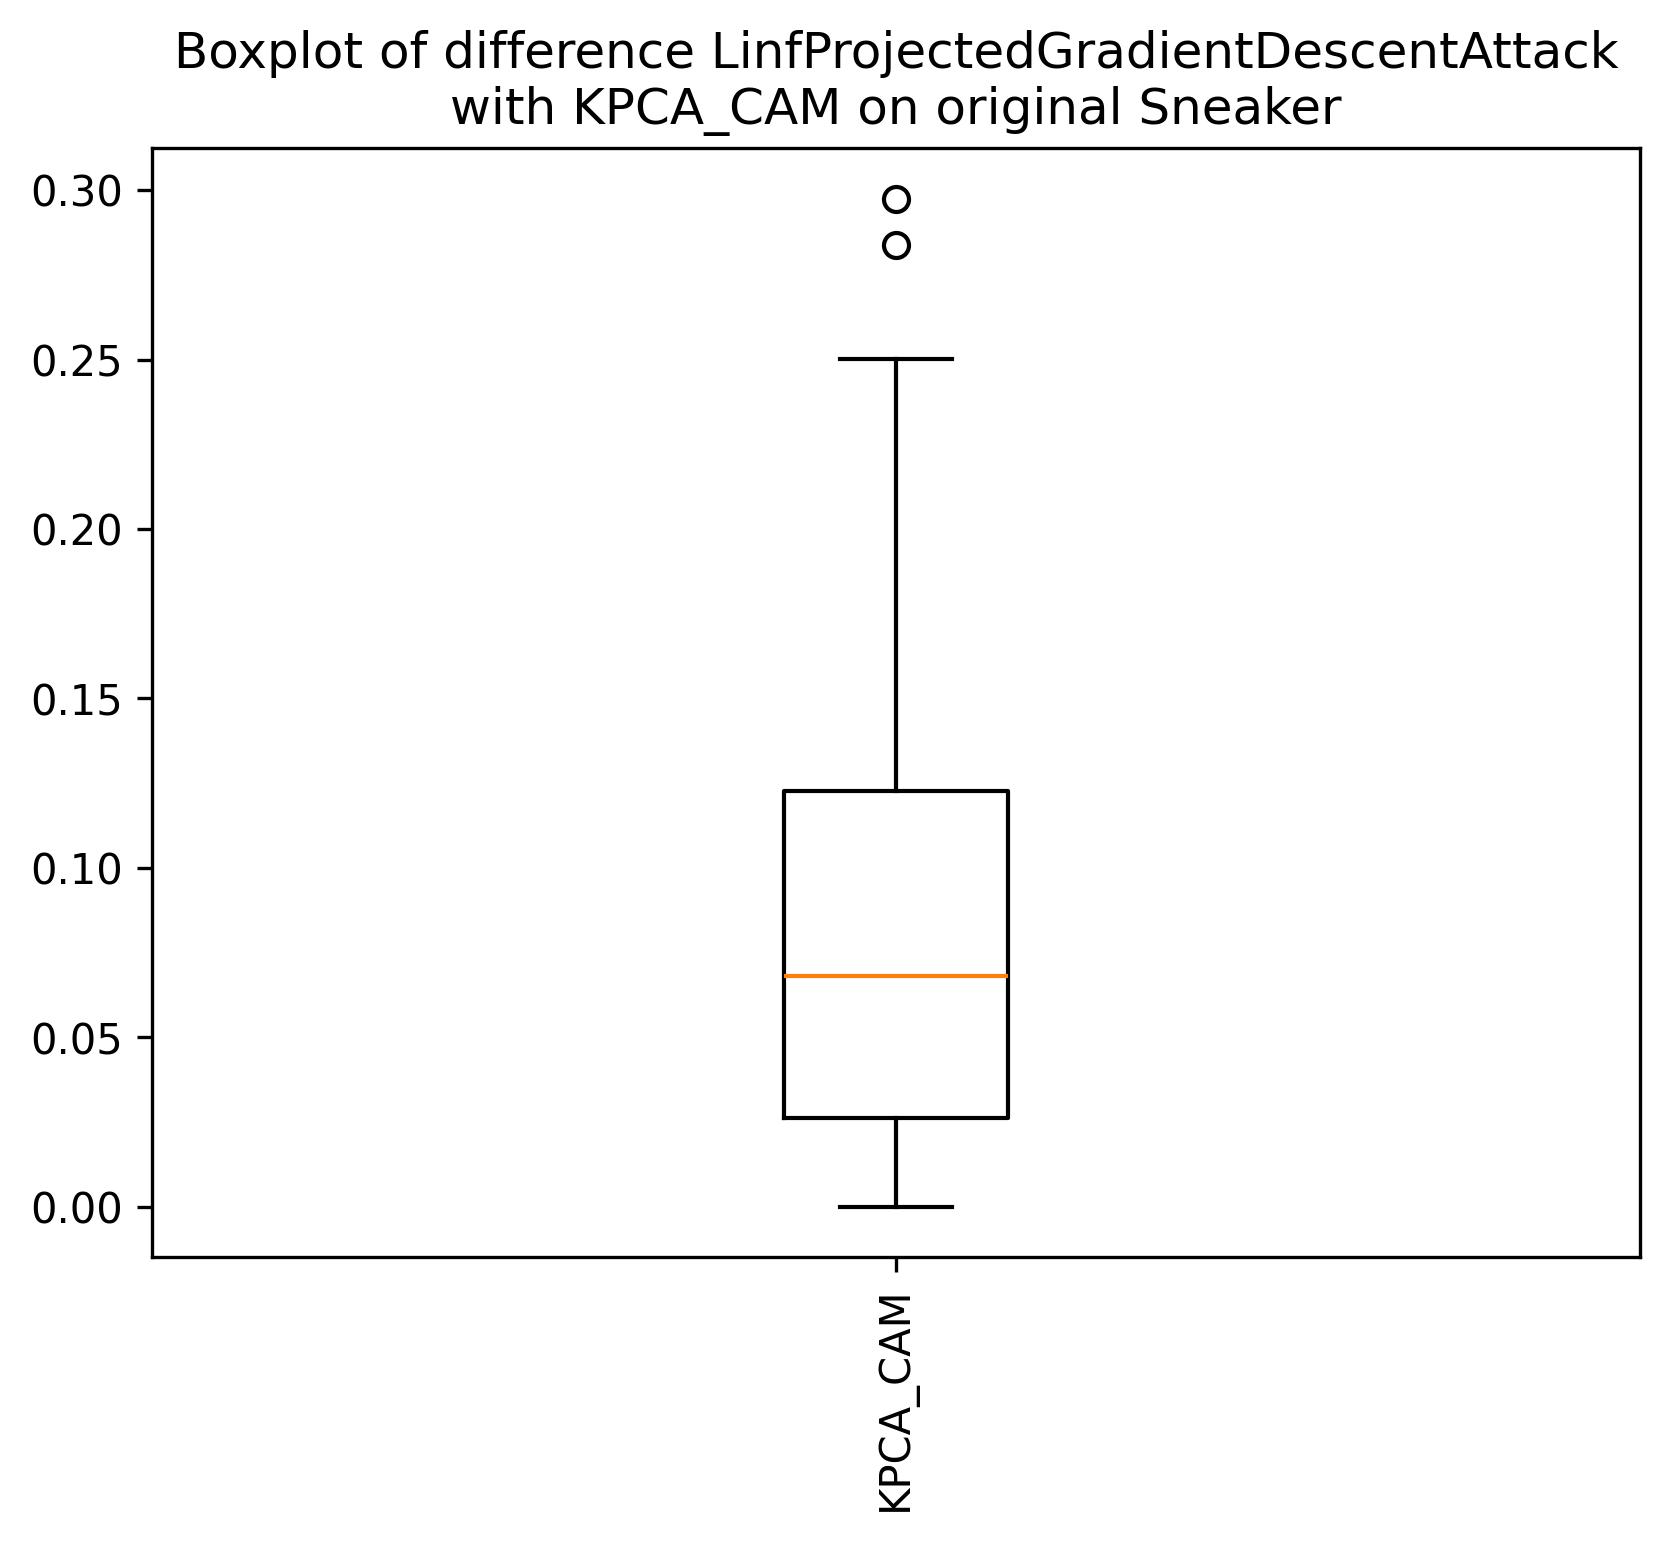 Boxplot of difference LinfProjectedGradientDescentAttack
with KPCA_CAM on original Sneaker
0.30
0.25
0.20
0.15
0.10
0.05
0.00
KPCA_CAM